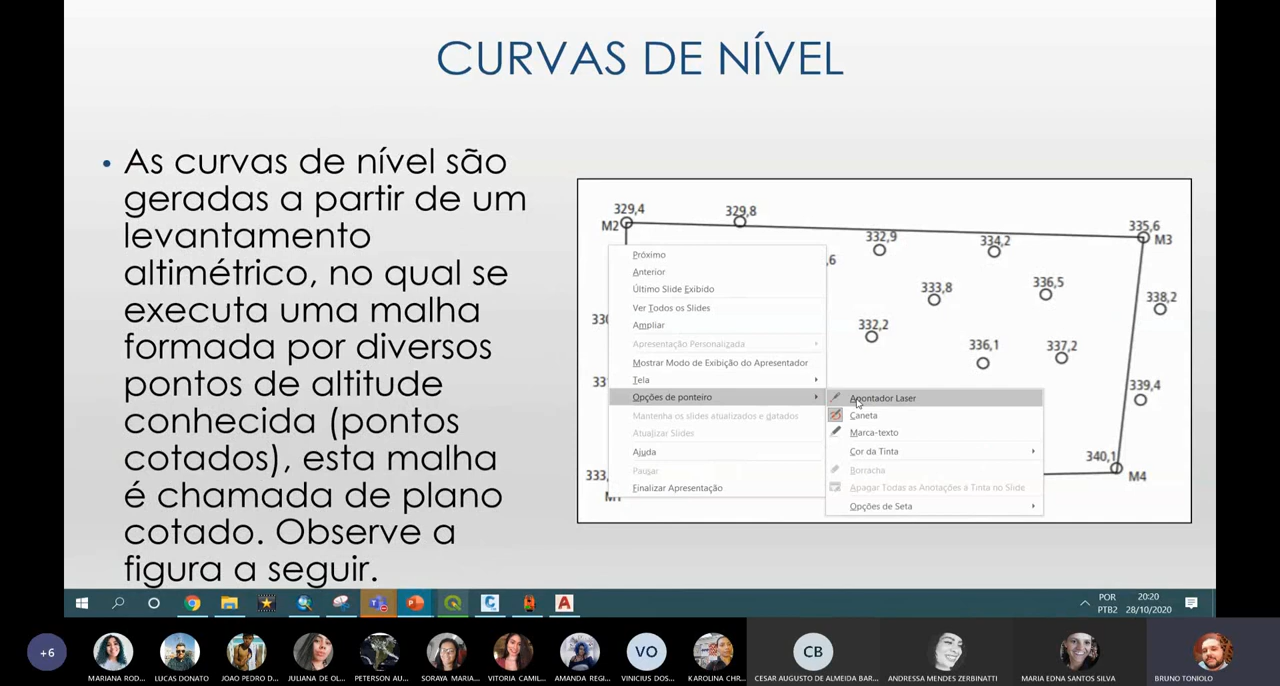 CURVAS DE NÍVEL
• As curvas de nível são
geradas a partir de um
levantamento
altimétrico, no qual se
executa uma malha
formada por diversos
pontos de altitude
conhecida (pontos
cotados), esta malha
é chamada de plano
cotado. Observe a
figura a seguir.
329,4
M2
329,8
335,6
M3
332,9
334,2
,6
333,8
336,5
338,2
332,2
336,1
337,2
339,4
340,1
M4
330
331
333,
Próximo
Anterior
Último Slide Exibido
Ver Todos os Slides
Ampliar
Apresentação Personalizada
Mostrar Modo de Exibição do Apresentador
Tela
Opções de ponteiro
Mantenha os slides atualizados e datados
Atualizar Slides
Ajuda
Pausar
Finalizar Apresentação
Apontador Laser
Caneta
Marca-texto
Cor da Tinta
Borracha
Apagar Todas as Anotações à Tinta no Slide
Opções de Seta
POR
PTB2
20:20
28/10/2020
+6
MARIANA ROD...
LUCAS DONATO
JOAO PEDRO D...
JULIANA DE OL...
PETERSON AU...
SORAYA MARIA...
VITORIA CAMIL...
AMANDA REGI...
VO
VINICIUS DOS...
KAROLINA CHR...
CB
CESAR AUGUSTO DE ALMEIDA BAR...
ANDRESSA MENDES ZERBINATTI
MARIA EDNA SANTOS SILVA
BRUNO TONIOLO